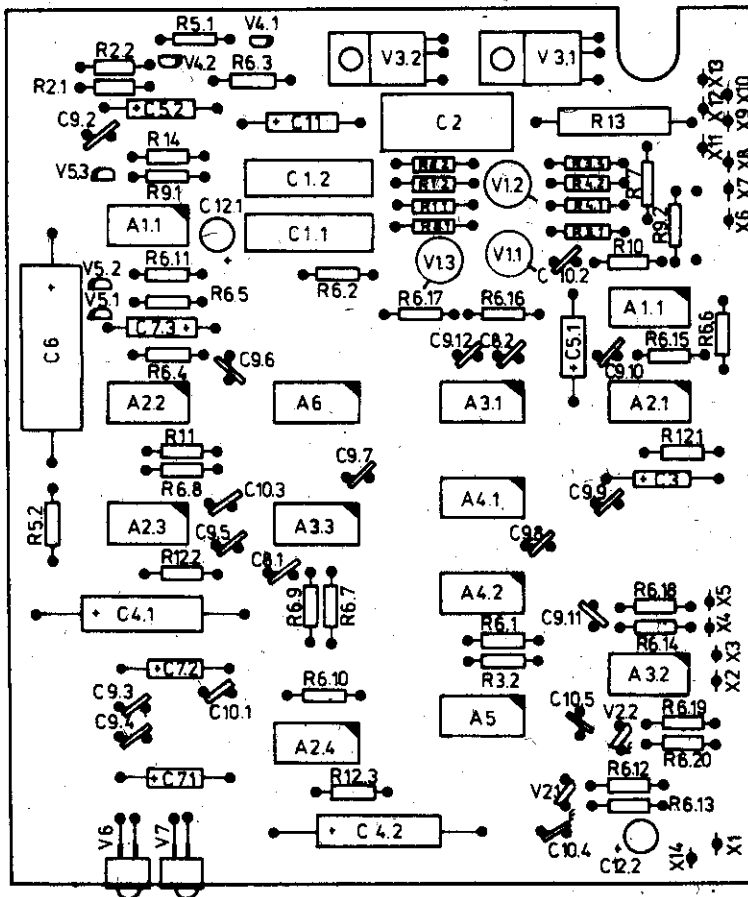 R5.1
V4.1
R2.2
V4.2
R2.1
R6.3
V3.2
V3.1
X13
X10
X12
X9
X11
X8
X7
X6
+ C5.2
C9.2
+ C11
C 2
R13
R14
V5.3
R9.1
C1.2
R1.2
R1.1
V1.2
R4.2
R4.1
R9.2
A1.1
C12.1
+
C1.1
V1.3
V1.1
C10.2
R10
V5.2
V5.1
R6.11
R6.5
R6.2
+
C6
C7.3 +
R6.17
R6.16
A1.1
R6.6
R6.4
C9.6
C9.12
C8.2
+C5.1
C9.10
R6.15
A2.2
A6
A3.1
A2.1
R11
R12.1
R6.8
C10.3
C9.7
+ C3
C9.9
R5.2
A2.3
C9.5
A3.3
A4.1
C9.8
R12.2
C8.1
R6.9
R6.7
A4.2
+ C4.1
C9.11
R6.18
X5
X4
R6.1
R6.14
X3
+C7.2
R3.2
A3.2
X2
C9.3
C10.1
R6.10
C10.5
V2.2
R6.19
C9.4
A2.4
A5
R6.20
+ C7.1
R12.3
V2.1
R6.12
R6.13
V6
V7
+ C4.2
C10.4
+
C12.2
X14
X1